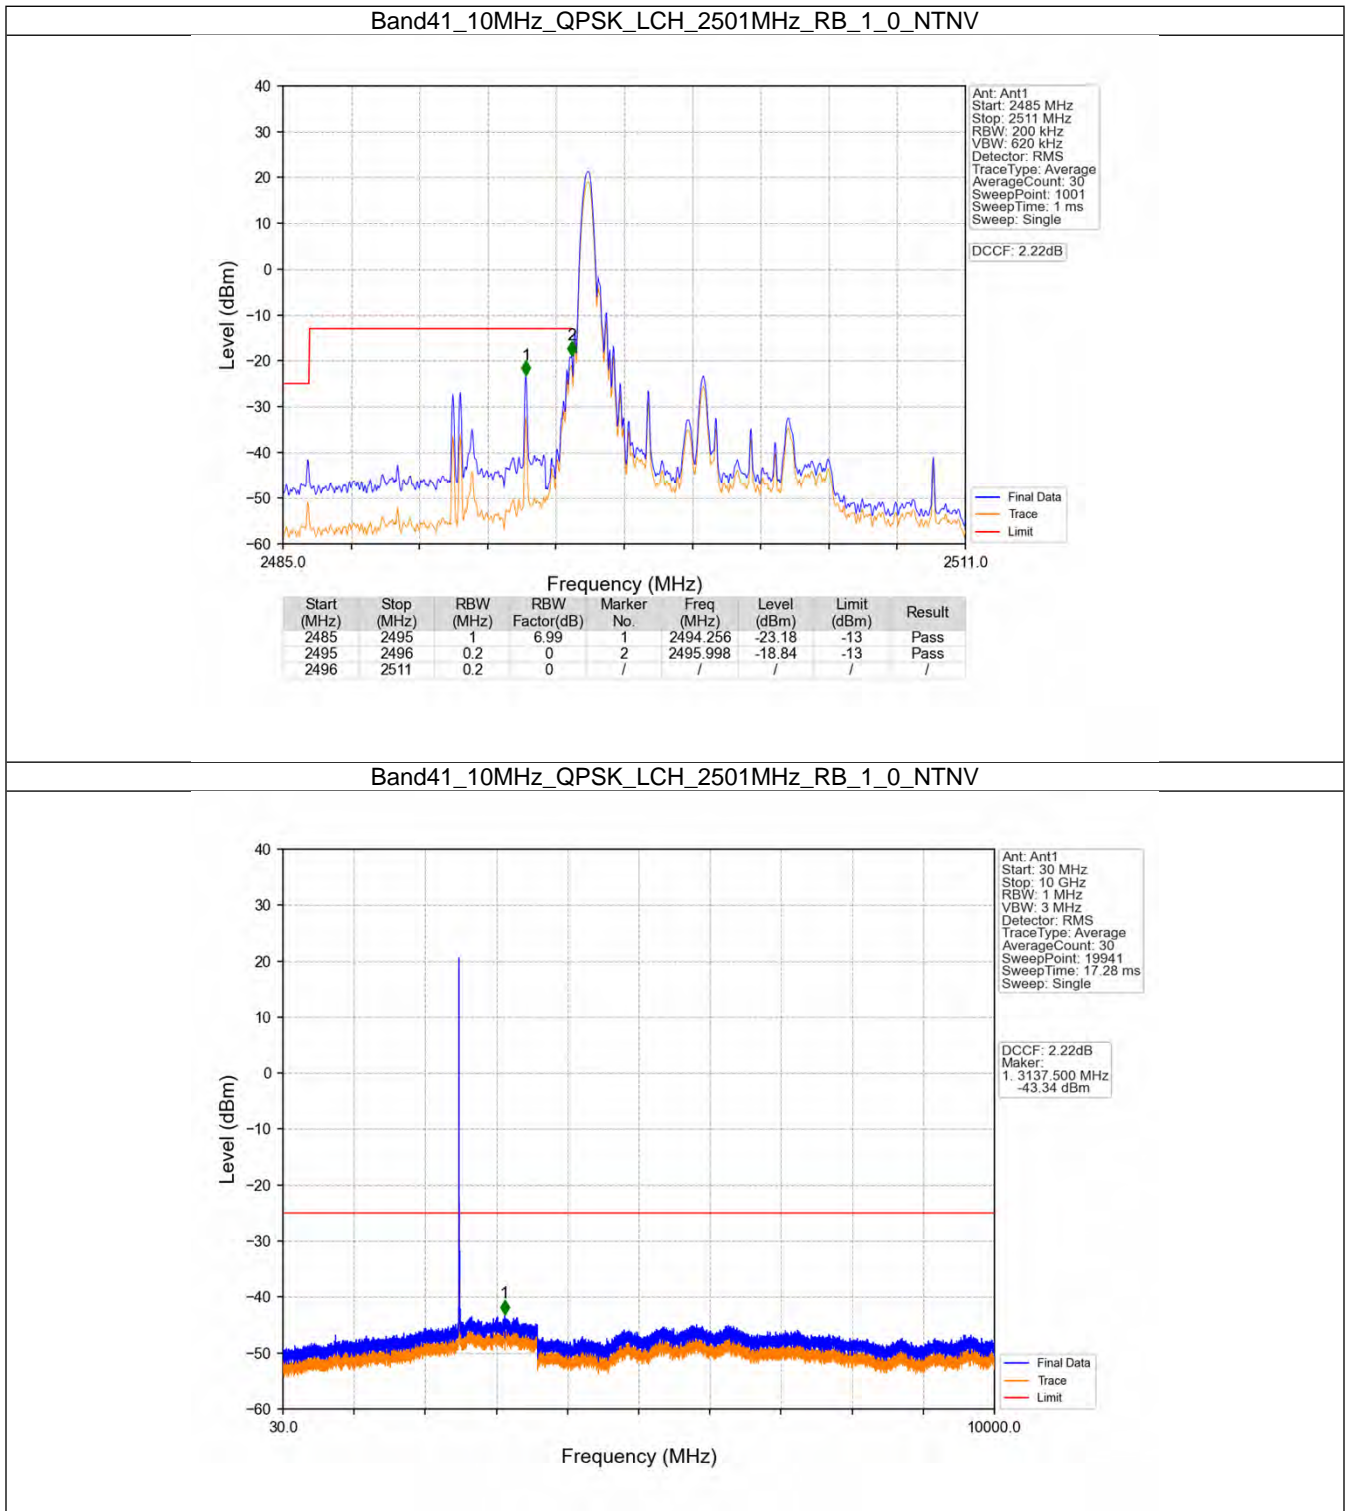 Band41_10MHz_QPSK_LCH_2501MHz_RB_1_0_NTNV
40
30
20
10
0
−10
−20
−30
−40
−50
−60
Level (dBm)
1
2
2485.0
2511.0
Frequency (MHz)
Ant: Ant1
Start: 2485 MHz
Stop: 2511 MHz
RBW: 200 kHz
VBW: 620 kHz
Detector: RMS
TraceType: Average
AverageCount: 30
SweepPoint: 1001
SweepTime: 1 ms
Sweep: Single
DCCF: 2.22dB
Final Data
Trace
Limit
Start (MHz) Stop (MHz) RBW (MHz) RBW Factor(dB) Marker No. Freq (MHz) Level (dBm) Limit (dBm) Result
2485 2495 1 6.99 1 2494.256 -23.18 -13 Pass
2495 2496 0.2 0 2 2495.998 -18.84 -13 Pass
2496 2511 0.2 0 / / / / /
Band41_10MHz_QPSK_LCH_2501MHz_RB_1_0_NTNV
40
30
20
10
0
−10
−20
−30
−40
−50
−60
Level (dBm)
1
30.0
10000.0
Frequency (MHz)
Ant: Ant1
Start: 30 MHz
Stop: 10 GHz
RBW: 1 MHz
VBW: 3 MHz
Detector: RMS
TraceType: Average
AverageCount: 30
SweepPoint: 19941
SweepTime: 17.28 ms
Sweep: Single
DCCF: 2.22dB
Maker:
1. 3137.500 MHz
-43.34 dBm
Final Data
Trace
Limit